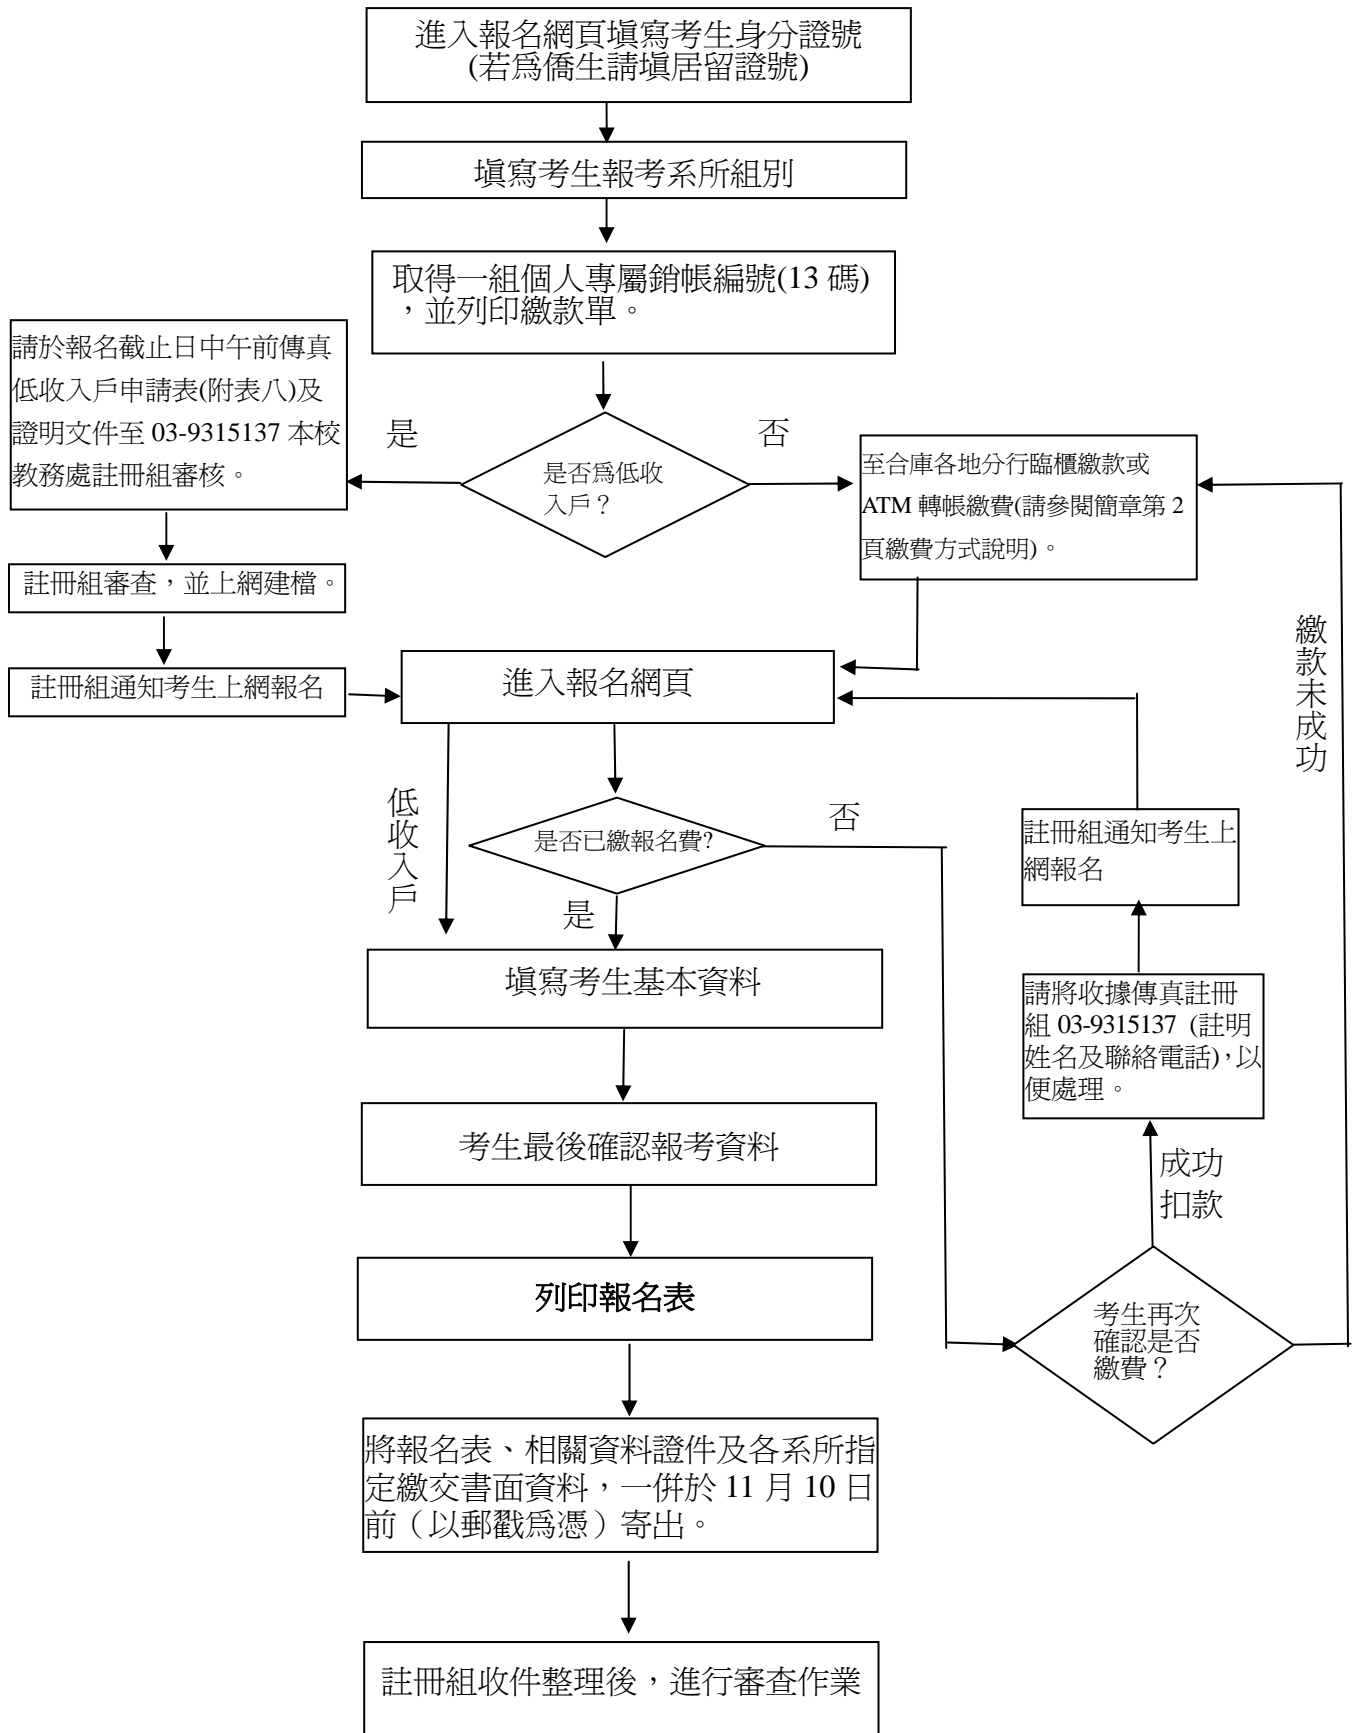 進入報名網頁填寫考生身分證號
(若為僑生請填居留證號)
填寫考生報考系所組別
取得一組個人專屬銷帳編號(13 碼)
，並列印繳款單。
請於報名截止日中午前傳真
低收入戶申請表(附表八)及
證明文件至 03-9315137 本校
教務處註冊組審核。
是
是否為低收
入戶？
否
至合庫各地分行臨櫃繳款或
ATM 轉帳繳費(請參閱簡章第 2
頁繳費方式說明)。
註冊組審查，並上網建檔。
註冊組通知考生上網報名
進入報名網頁
繳款未成功
低收入戶
是否已繳報名費?
否
是
註冊組通知考生上
網報名
填寫考生基本資料
請將收據傳真註冊
組 03-9315137 (註明
姓名及聯絡電話)，以
便處理。
考生最後確認報考資料
成功
扣款
列印報名表
考生再次
確認是否
繳費？
將報名表、相關資料證件及各系所指
定繳交書面資料，一併於 11 月 10 日
前（以郵戳為憑）寄出。
註冊組收件整理後，進行審查作業